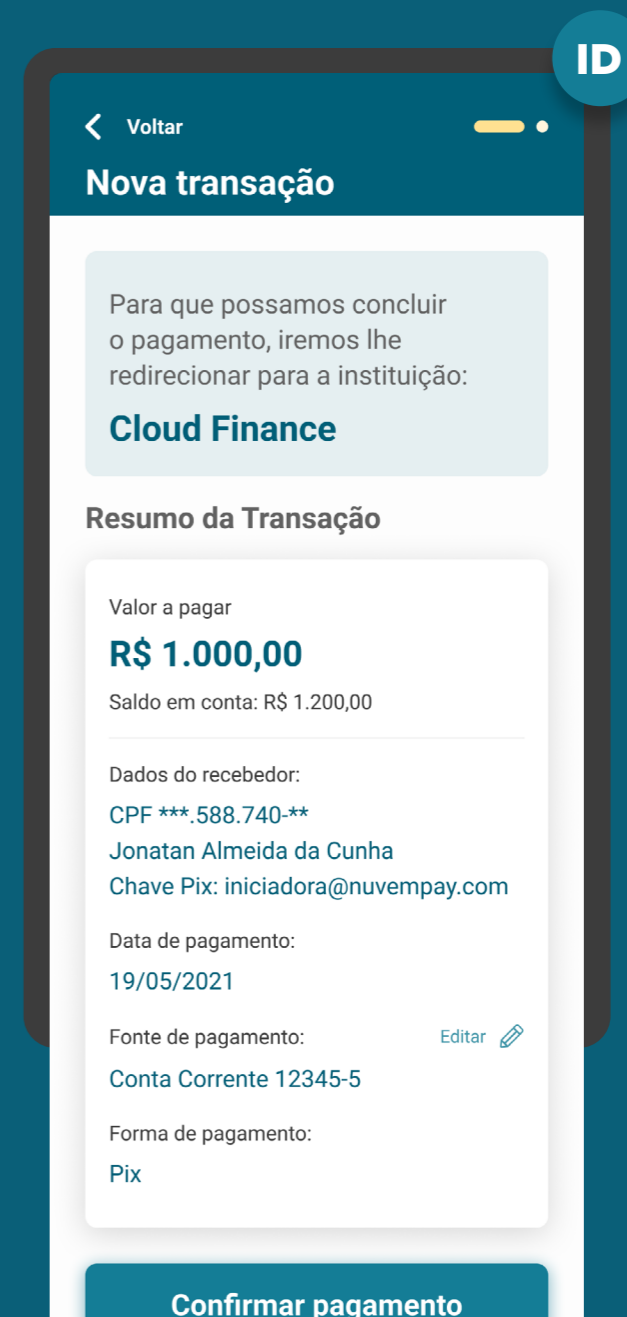 ID
Voltar
Nova transação
Para que possamos concluir
o pagamento, iremos lhe
redirecionar para a instituição:
Cloud Finance
Resumo da Transação
Valor a pagar
R$ 1.000,00
Saldo em conta: R$ 1.200,00
Dados do recebedor:
CPF ***.588.740-**
Jonatan Almeida da Cunha
Chave Pix: iniciadora@nuvempay.com
Data de pagamento:
19/05/2021
Fonte de pagamento:
Editar
Conta Corrente 12345-5
Forma de pagamento:
Pix
Confirmar pagamento